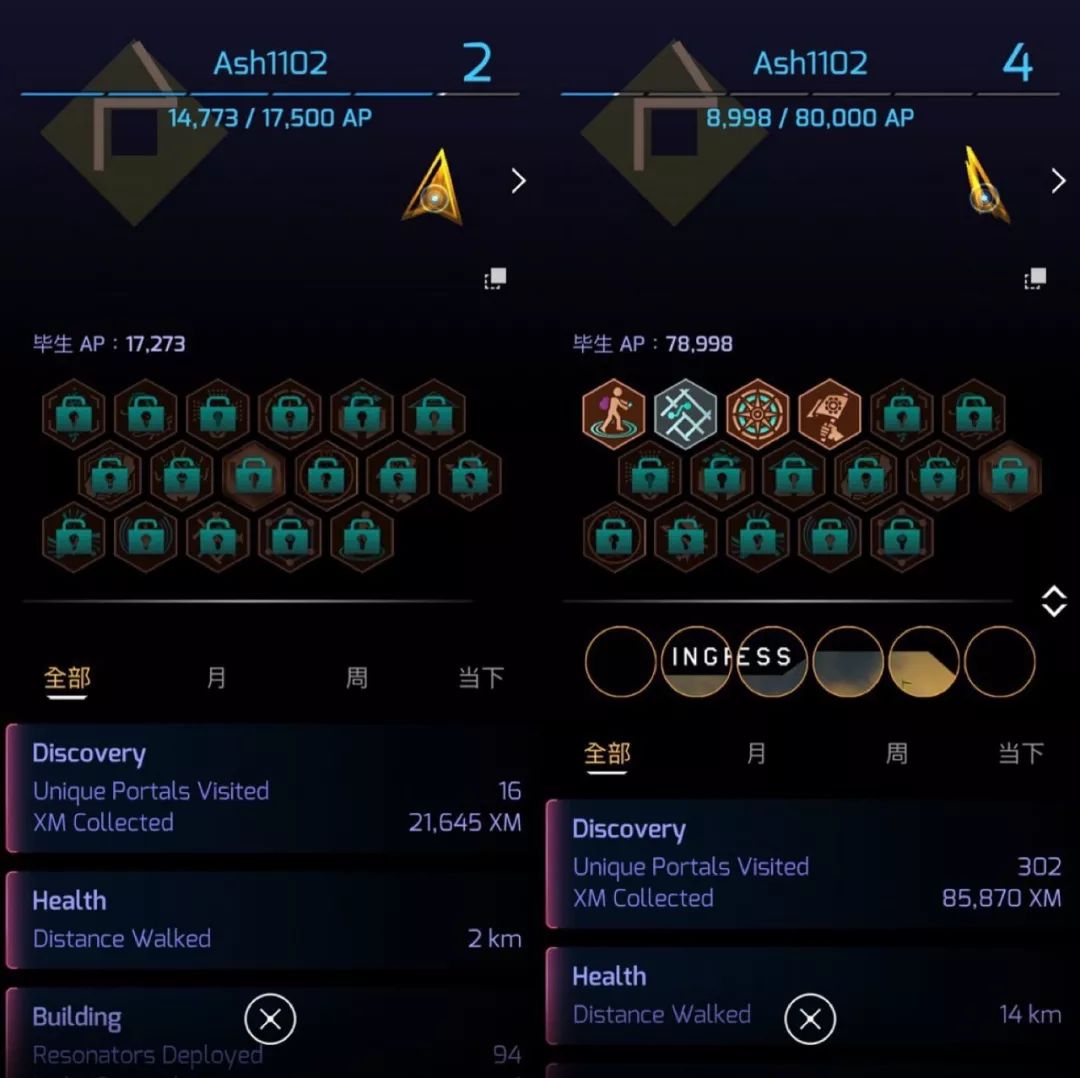 Ash1102 2
14,773 / 17,500 AP
毕生 AP：17,273
全部 月 周 当下
Discovery
Unique Portals Visited 16
XM Collected 21,645 XM
Health
Distance Walked 2 km
Building
Resonators Deployed 94
Ash1102 4
8,998 / 80,000 AP
毕生 AP：78,998
INGRESS
全部 月 周 当下
Discovery
Unique Portals Visited 302
XM Collected 85,870 XM
Health
Distance Walked 14 km